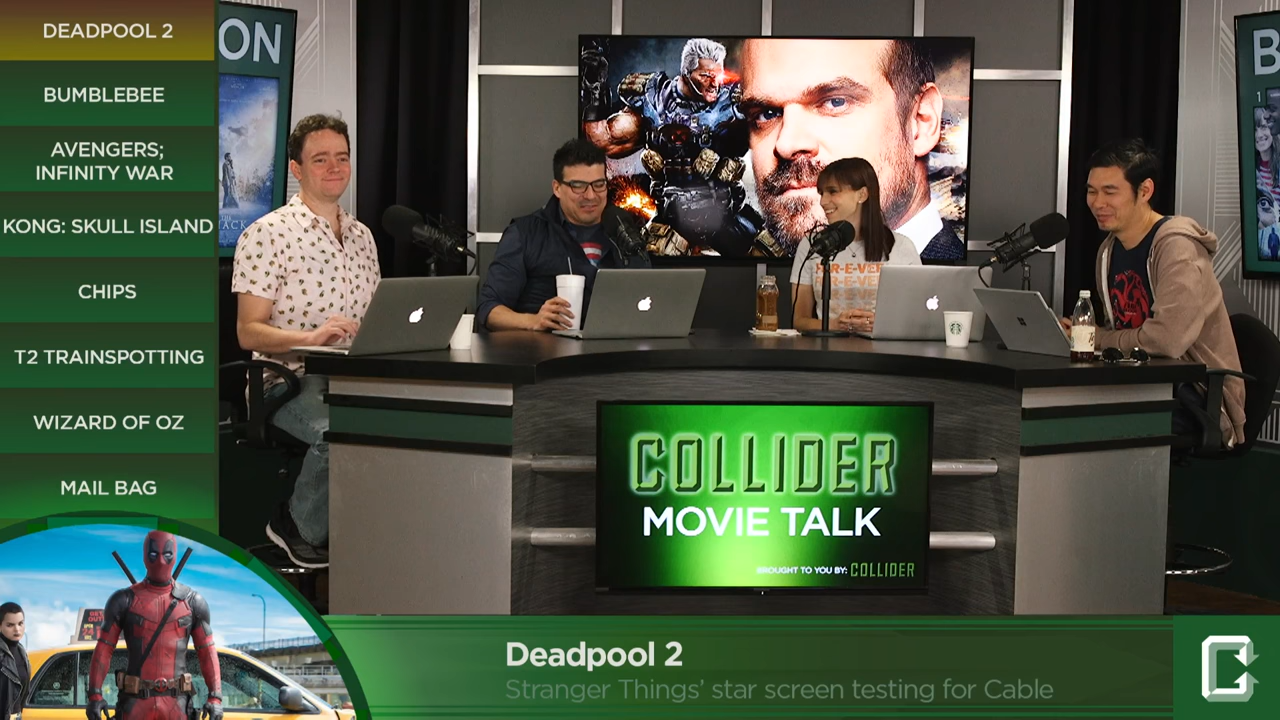 DEADPOOL 2
BUMBLEBEE
AVENGERS;
INFINITY WAR
KONG: SKULL ISLAND
CHIPS
T2 TRAINSPOTTING
WIZARD OF OZ
MAIL BAG
ON
B
COLLIDER
MOVIE TALK
BROUGHT TO YOU BY: COLLIDER
Deadpool 2
Stranger Things' star screen testing for Cable